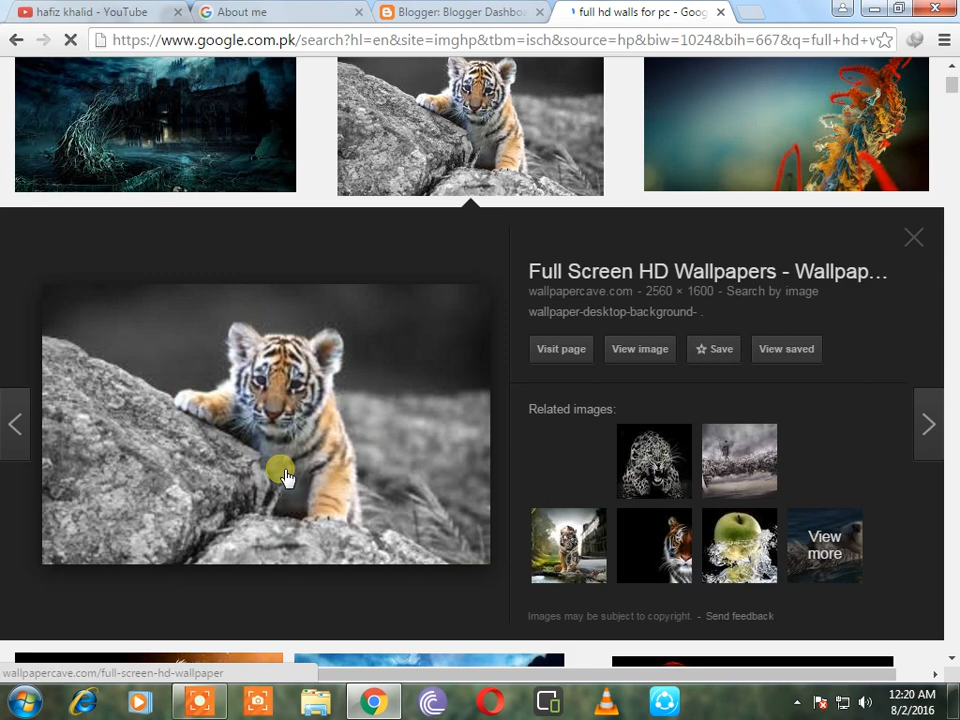 hafiz khalid - YouTube
About me
Blogger: Blogger Dashbo
full hd walls for pc - Goog
https://www.google.com.pk/search?hl=en&site=imghp&tbm=isch&source=hp&biw=1024&bih=667&q=full+hd+v
Full Screen HD Wallpapers - Wallpap...
wallpapercave.com - 2560 × 1600 - Search by image
wallpaper-desktop-background- .
Visit page
View image
Save
View saved
Related images:
View
more
Images may be subject to copyright. - Send feedback
wallpapercave.com/full-screen-hd-wallpaper
12:20 AM
8/2/2016